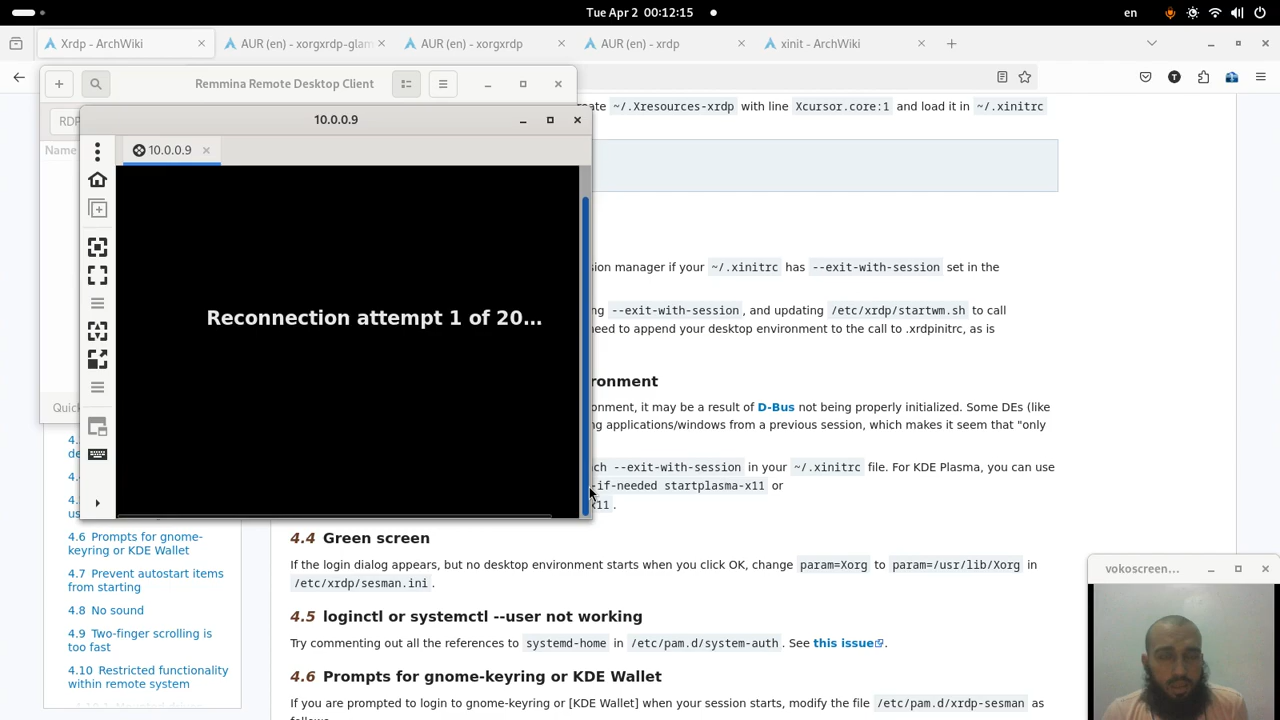 Tue Apr 2 00:12:15
en
Xrdp - ArchWiki
AUR (en) - xorgxrdp-glam
AUR (en) - xorgxrdp
AUR (en) - xrdp
xinit - ArchWiki
Remmina Remote Desktop Client
RDP
Name
Quick
10.0.0.9
10.0.0.9
Reconnection attempt 1 of 20...
eate ~/.Xresources-xrdp with line Xcursor.core:1 and load it in ~/.xinitrc
sion manager if your ~/.xinitrc has --exit-with-session set in the
ng --exit-with-session, and updating /etc/xrdp/startwm.sh to call
need to append your desktop environment to the call to .xrdpinitrc, as is
ronment
onment, it may be a result of D-Bus not being properly initialized. Some DEs (like
ng applications/windows from a previous session, which makes it seem that "only
ch --exit-with-session in your ~/.xinitrc file. For KDE Plasma, you can use
-if-needed startplasma-x11 or
x11.
4.4 Green screen
If the login dialog appears, but no desktop environment starts when you click OK, change param=Xorg to param=/usr/lib/Xorg in
/etc/xrdp/sesman.ini.
4.5 loginctl or systemctl --user not working
Try commenting out all the references to systemd-home in /etc/pam.d/system-auth. See this issue.
4.6 Prompts for gnome-keyring or KDE Wallet
If you are prompted to login to gnome-keyring or [KDE Wallet] when your session starts, modify the file /etc/pam.d/xrdp-sesman as
4.
de
4.
4.
us
4.6 Prompts for gnome-
keyring or KDE Wallet
4.7 Prevent autostart items
from starting
4.8 No sound
4.9 Two-finger scrolling is
too fast
4.10 Restricted functionality
within remote system
vokoscreen...